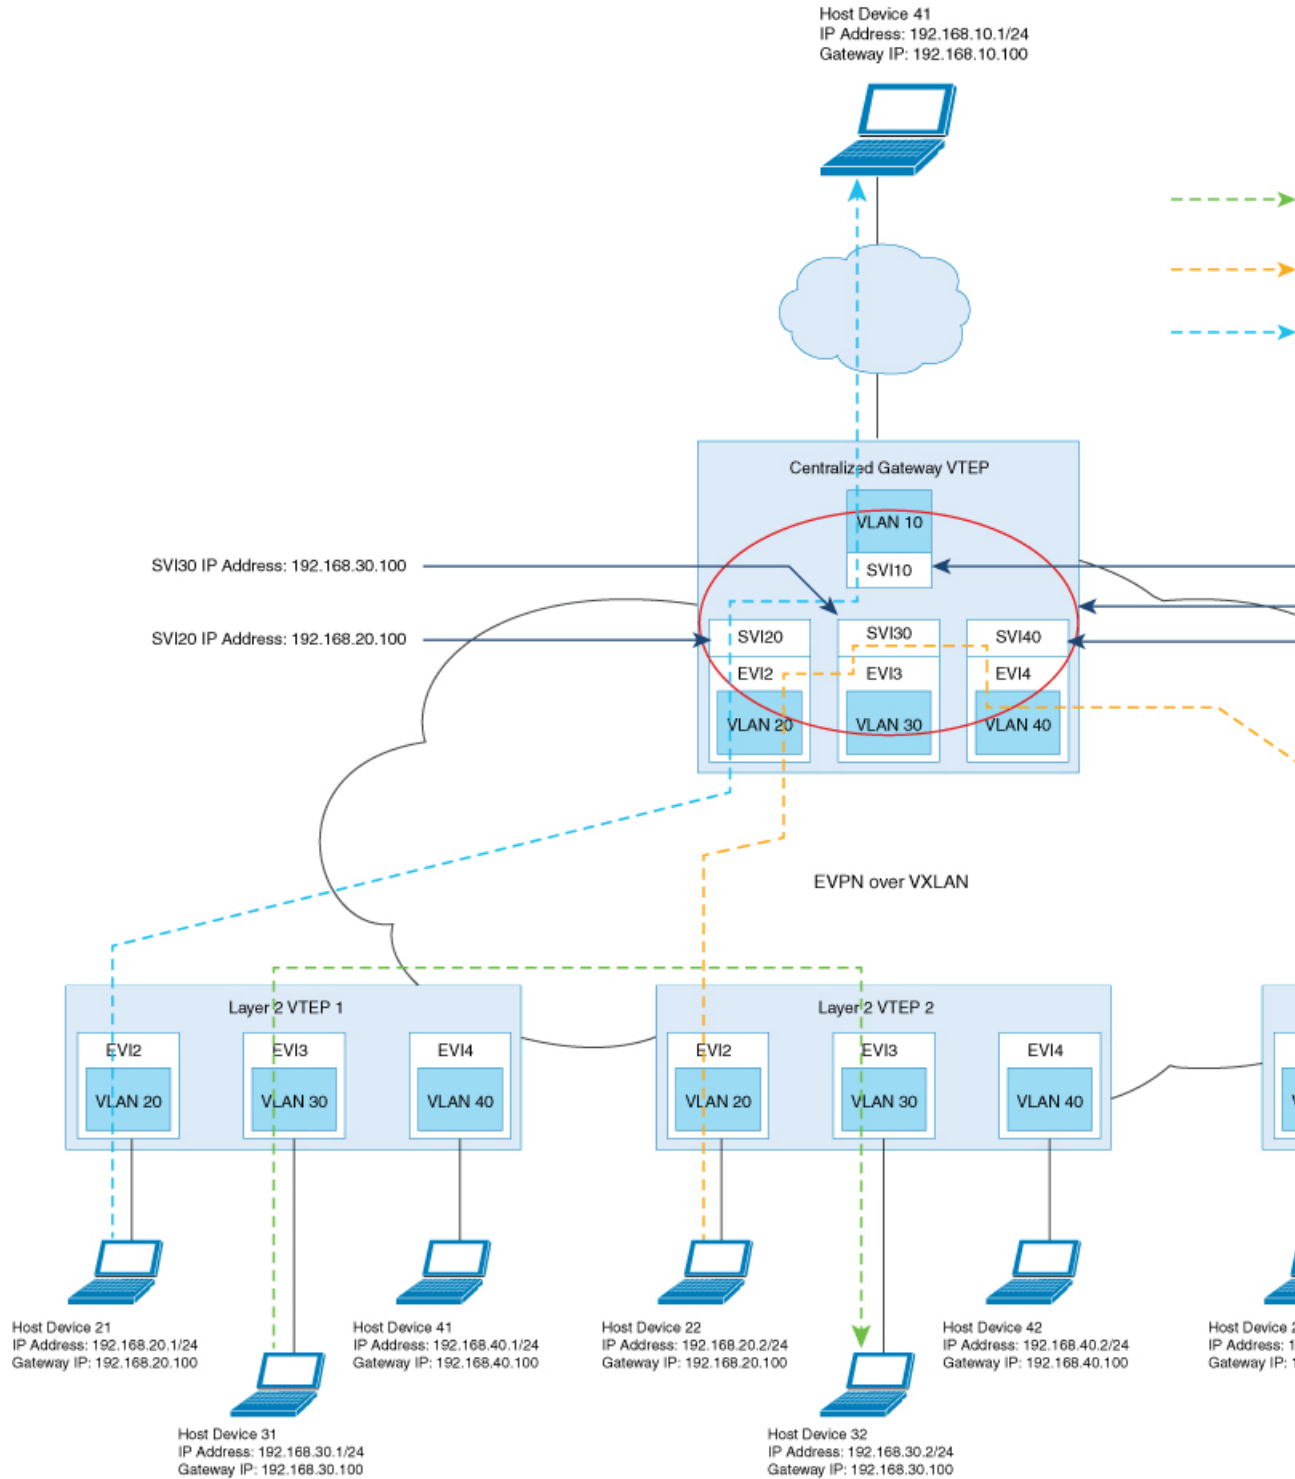 Host Device 41
IP Address: 192.168.10.1/24
Gateway IP: 192.168.10.100
Centralized Gateway VTEP
VLAN 10
SVI10
SVI30 IP Address: 192.168.30.100
SVI20 IP Address: 192.168.20.100
SVI20
SVI30
SVI40
EVI2
EVI3
EVI4
VLAN 20
VLAN 30
VLAN 40
EVPN over VXLAN
Layer 2 VTEP 1
EVI2
EVI3
EVI4
VLAN 20
VLAN 30
VLAN 40
Layer 2 VTEP 2
EVI2
EVI3
EVI4
VLAN 20
VLAN 30
VLAN 40
Host Device 21
IP Address: 192.168.20.1/24
Gateway IP: 192.168.20.100
Host Device 41
IP Address: 192.168.40.1/24
Gateway IP: 192.168.40.100
Host Device 22
IP Address: 192.168.20.2/24
Gateway IP: 192.168.20.100
Host Device 42
IP Address: 192.168.40.2/24
Gateway IP: 192.168.40.100
Host Device
IP Address:
Gateway IP:
Host Device 31
IP Address: 192.168.30.1/24
Gateway IP: 192.168.30.100
Host Device 32
IP Address: 192.168.30.2/24
Gateway IP: 192.168.30.100